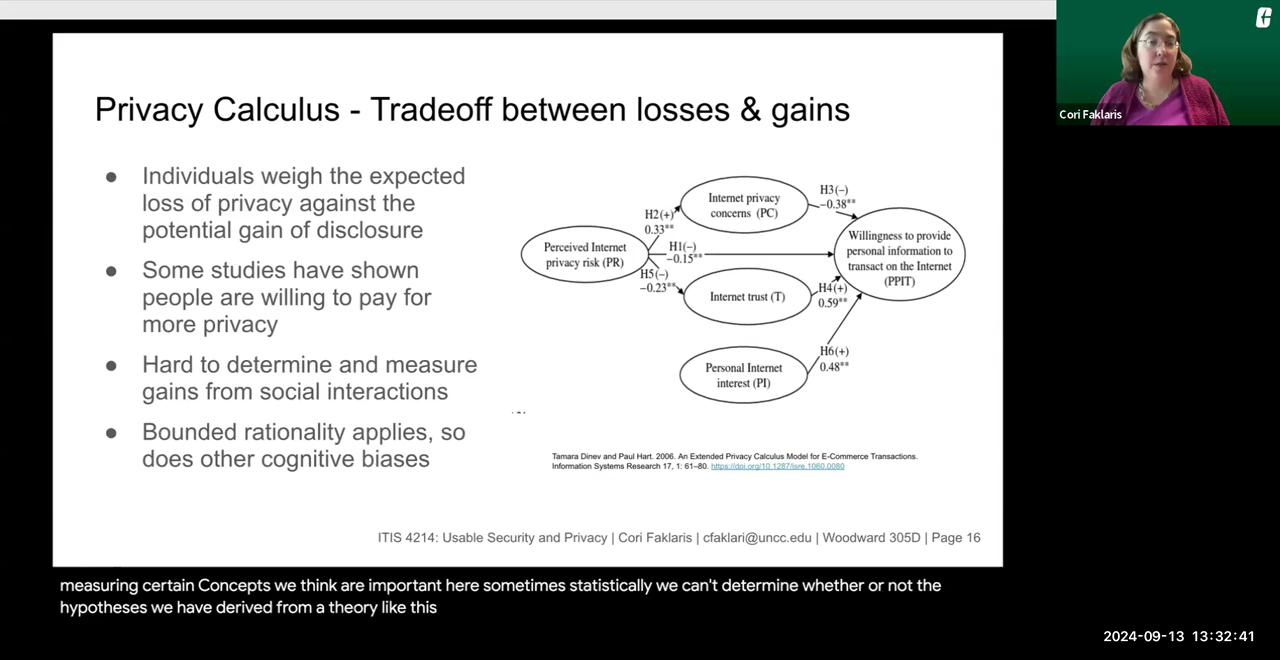 Privacy Calculus - Tradeoff between losses & gains
● Individuals weigh the expected
loss of privacy against the
potential gain of disclosure
● Some studies have shown
people are willing to pay for
more privacy
● Hard to determine and measure
gains from social interactions
● Bounded rationality applies, so
does other cognitive biases
Internet privacy
concerns (PC)
H3(−)
−0.38**
H2(+)
0.33**
Perceived Internet
privacy risk (PR)
H1(−)
−0.15**
Willingness to provide
personal information to
transact on the Internet
(PPIT)
H5(−)
−0.23**
Internet trust (T)
H4(+)
0.59**
Personal Internet
interest (PI)
H6(+)
0.48**
Tamara Dinev and Paul Hart. 2006. An Extended Privacy Calculus Model for E-Commerce Transactions.
Information Systems Research 17, 1: 61–80. https://doi.org/10.1287/isre.1060.0080
ITIS 4214: Usable Security and Privacy | Cori Faklaris | cfaklari@uncc.edu | Woodward 305D | Page 16
Cori Faklaris
measuring certain Concepts we think are important here sometimes statistically we can't determine whether or not the
hypotheses we have derived from a theory like this
2024-09-13 13:32:41